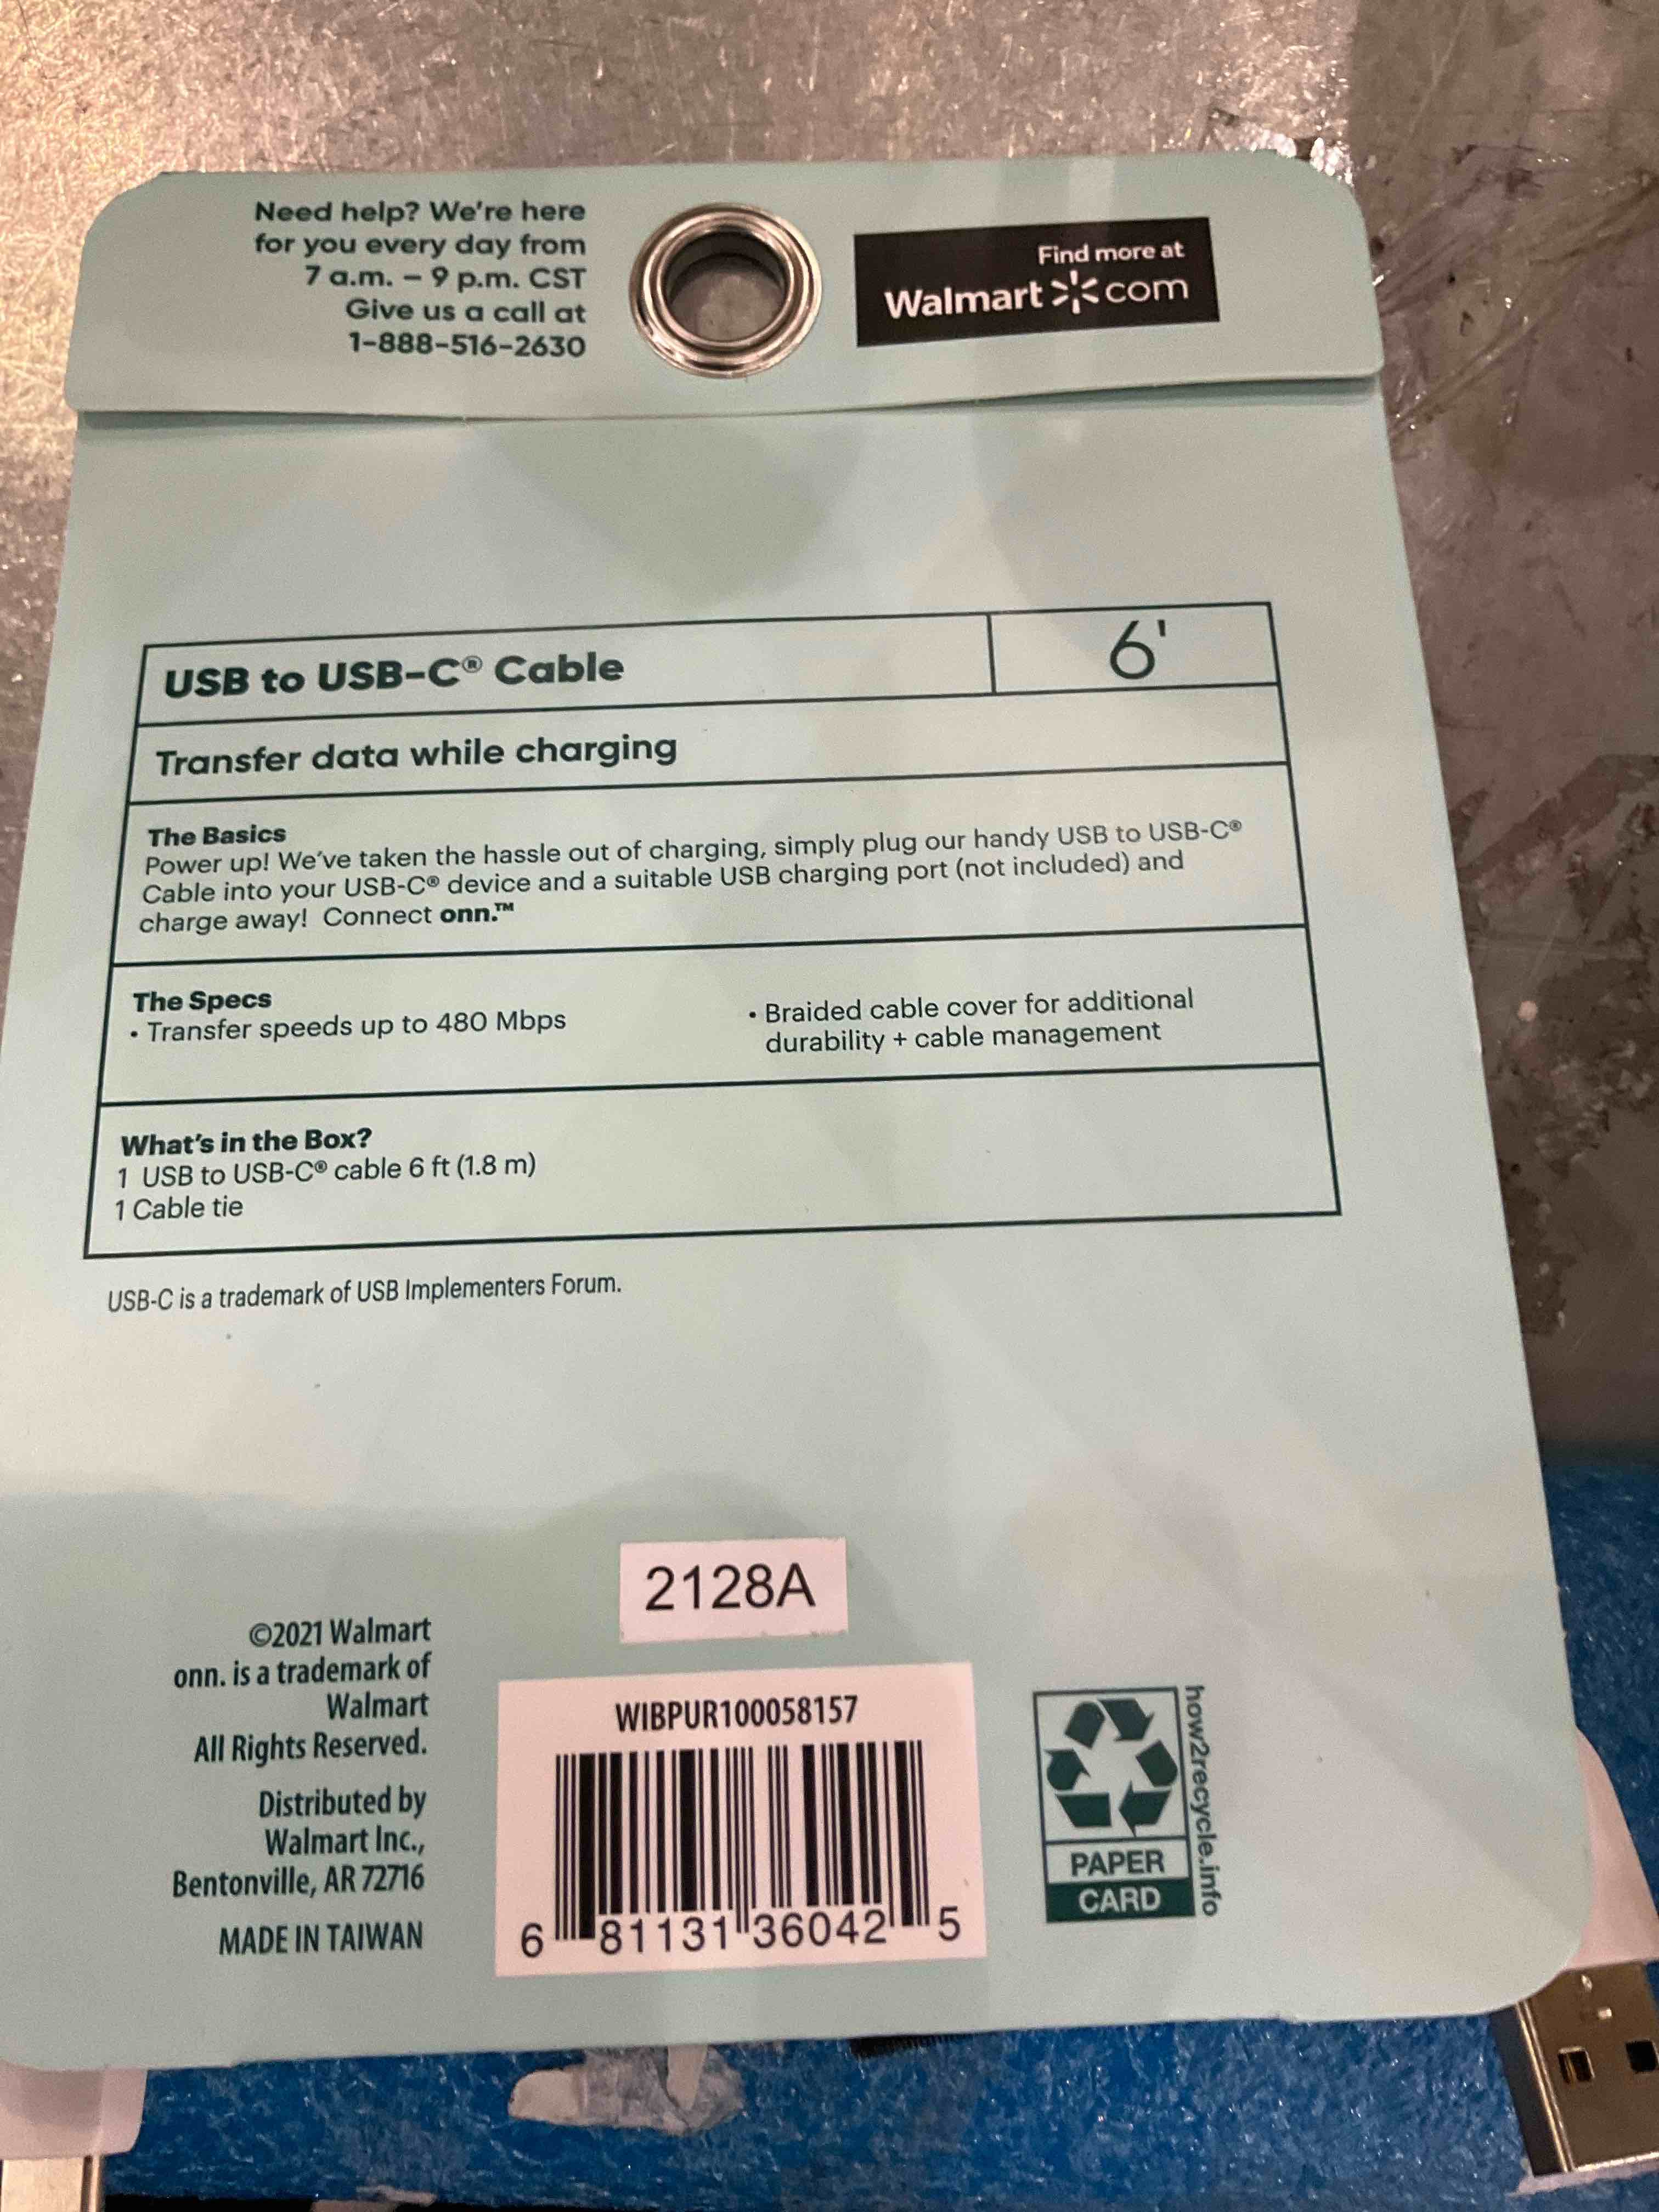 Need help? We're here
for you every day from
7 a.m. – 9 p.m. CST
Give us a call at
1-888-516-2630
Find more at
Walmart com
USB to USB-C® Cable
6'
Transfer data while charging
The Basics
Power up! We've taken the hassle out of charging, simply plug our handy USB to USB-C®
Cable into your USB-C® device and a suitable USB charging port (not included) and
charge away! Connect onn.™
The Specs
• Transfer speeds up to 480 Mbps
• Braided cable cover for additional
durability + cable management
What's in the Box?
1 USB to USB-C® cable 6 ft (1.8 m)
1 Cable tie
USB-C is a trademark of USB Implementers Forum.
2128A
©2021 Walmart
onn. is a trademark of
Walmart
All Rights Reserved.
Distributed by
Walmart Inc.,
Bentonville, AR 72716
MADE IN TAIWAN
WIBPUR100058157
6 81131 36042 5
PAPER
CARD
how2recycle.info